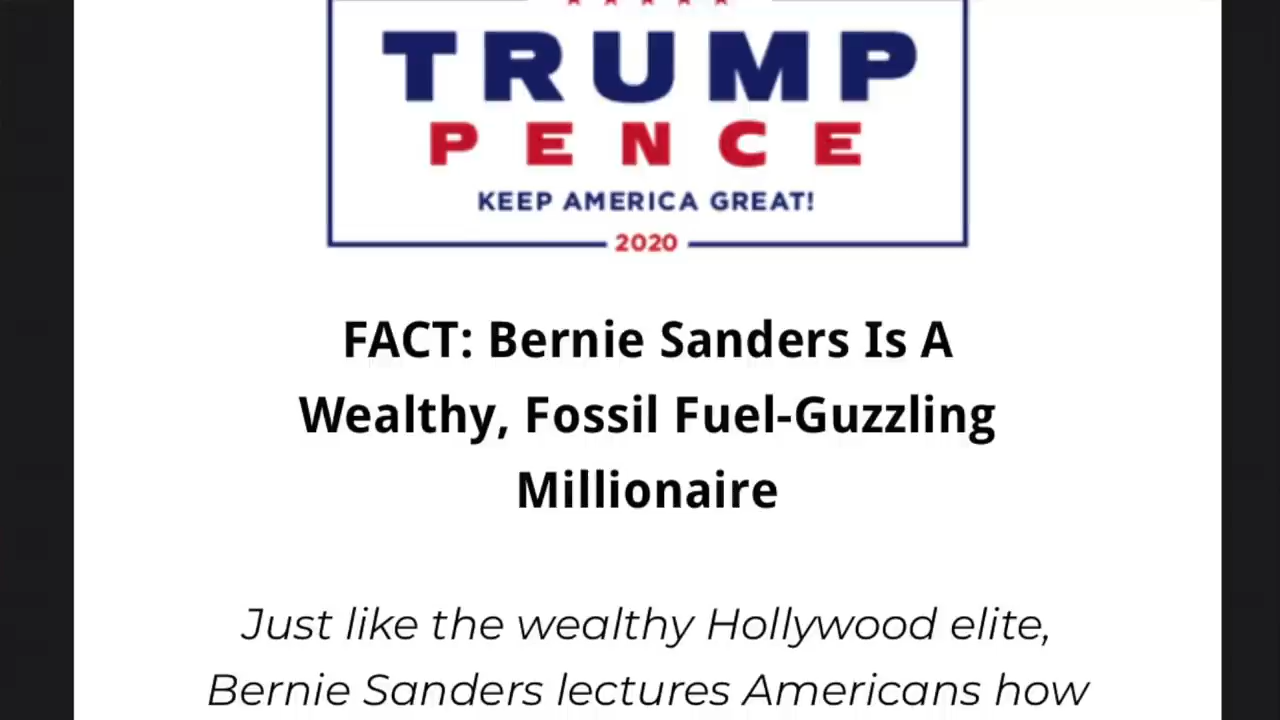 TRUMP
PENCE
KEEP AMERICA GREAT!
2020
FACT: Bernie Sanders Is A
Wealthy, Fossil Fuel-Guzzling
Millionaire
Just like the wealthy Hollywood elite,
Bernie Sanders lectures Americans how